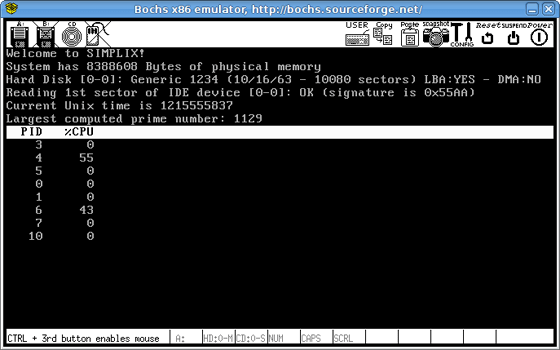 Bochs x86 emulator, http://bochs.sourceforge.net/
A: B: CD USER Copy Paste snapshot CONFIG Reset SUSPEND Power
Welcome to SIMPLIX!
System has 8388608 Bytes of physical memory
Hard Disk [0-0]: Generic 1234 (10/16/63 - 10080 sectors) LBA:YES - DMA:NO
Reading 1st sector of IDE device [0-0]: OK (signature is 0x55AA)
Current Unix time is 1215555837
Largest computed prime number: 1129
PID %CPU
3 0
4 55
5 0
0 0
1 0
6 43
7 0
10 0
CTRL + 3rd button enables mouse A: HD:0-M CD:0-S NUM CAPS SCRL